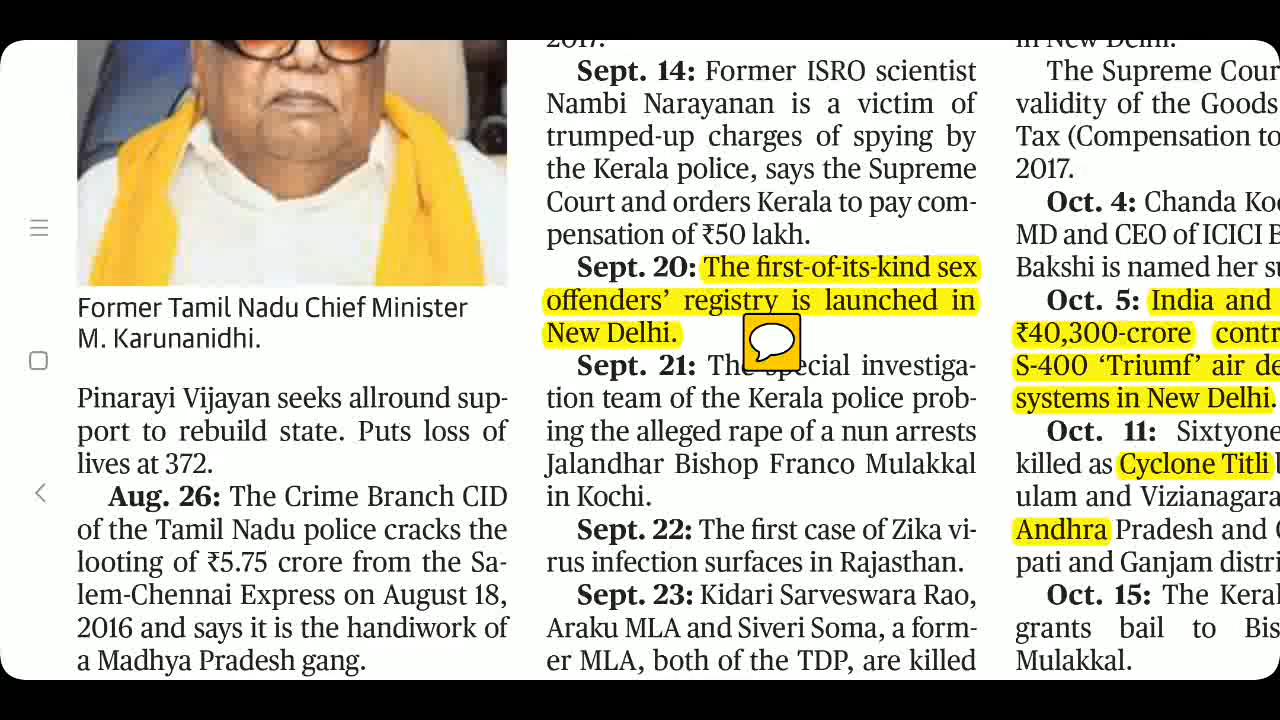 Former Tamil Nadu Chief Minister
M. Karunanidhi.
Pinarayi Vijayan seeks allround sup-
port to rebuild state. Puts loss of
lives at 372.
Aug. 26: The Crime Branch CID
of the Tamil Nadu police cracks the
looting of ₹5.75 crore from the Sa-
lem-Chennai Express on August 18,
2016 and says it is the handiwork of
a Madhya Pradesh gang.
2017.
Sept. 14: Former ISRO scientist
Nambi Narayanan is a victim of
trumped-up charges of spying by
the Kerala police, says the Supreme
Court and orders Kerala to pay com-
pensation of ₹50 lakh.
Sept. 20: The first-of-its-kind sex
offenders’ registry is launched in
New Delhi.
Sept. 21: The special investiga-
tion team of the Kerala police prob-
ing the alleged rape of a nun arrests
Jalandhar Bishop Franco Mulakkal
in Kochi.
Sept. 22: The first case of Zika vi-
rus infection surfaces in Rajasthan.
Sept. 23: Kidari Sarveswara Rao,
Araku MLA and Siveri Soma, a form-
er MLA, both of the TDP, are killed
in New Delhi.
The Supreme Cour
validity of the Goods
Tax (Compensation to
2017.
Oct. 4: Chanda Koc
MD and CEO of ICICI B
Bakshi is named her su
Oct. 5: India and
₹40,300-crore contr
S-400 ‘Triumf’ air de
systems in New Delhi.
Oct. 11: Sixtyone
killed as Cyclone Titli
ulam and Vizianagara
Andhra Pradesh and
pati and Ganjam distri
Oct. 15: The Keral
grants bail to Bis
Mulakkal.